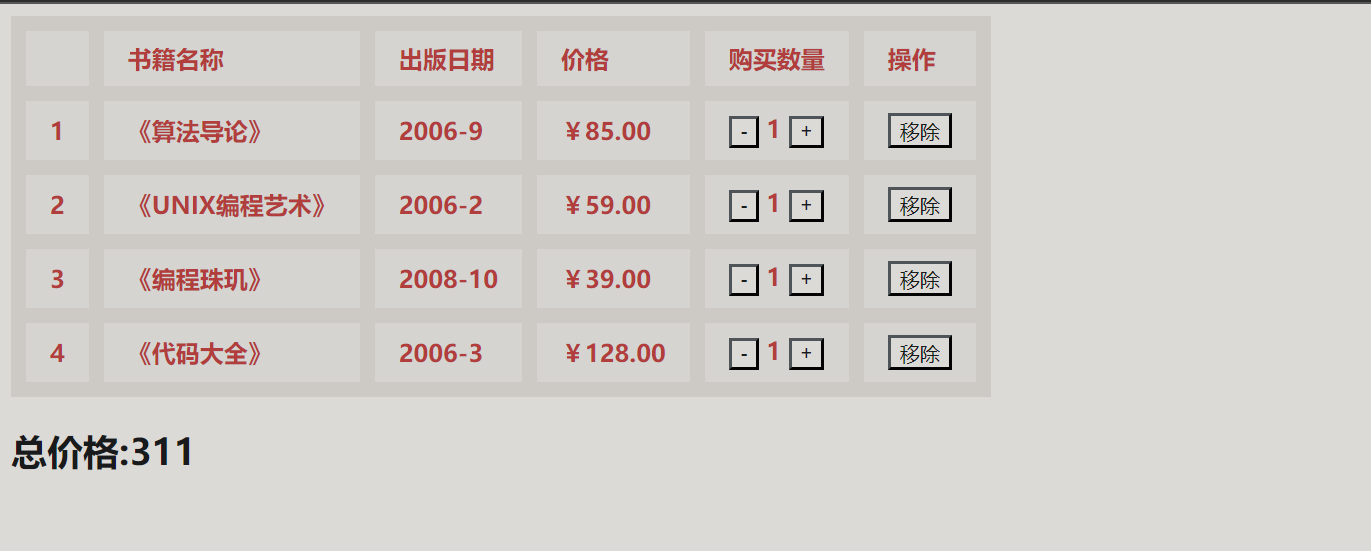 书籍名称 出版日期 价格 购买数量 操作
1 《算法导论》 2006-9 ￥85.00 - 1 + 移除
2 《UNIX编程艺术》 2006-2 ￥59.00 - 1 + 移除
3 《编程珠玑》 2008-10 ￥39.00 - 1 + 移除
4 《代码大全》 2006-3 ￥128.00 - 1 + 移除
总价格:311